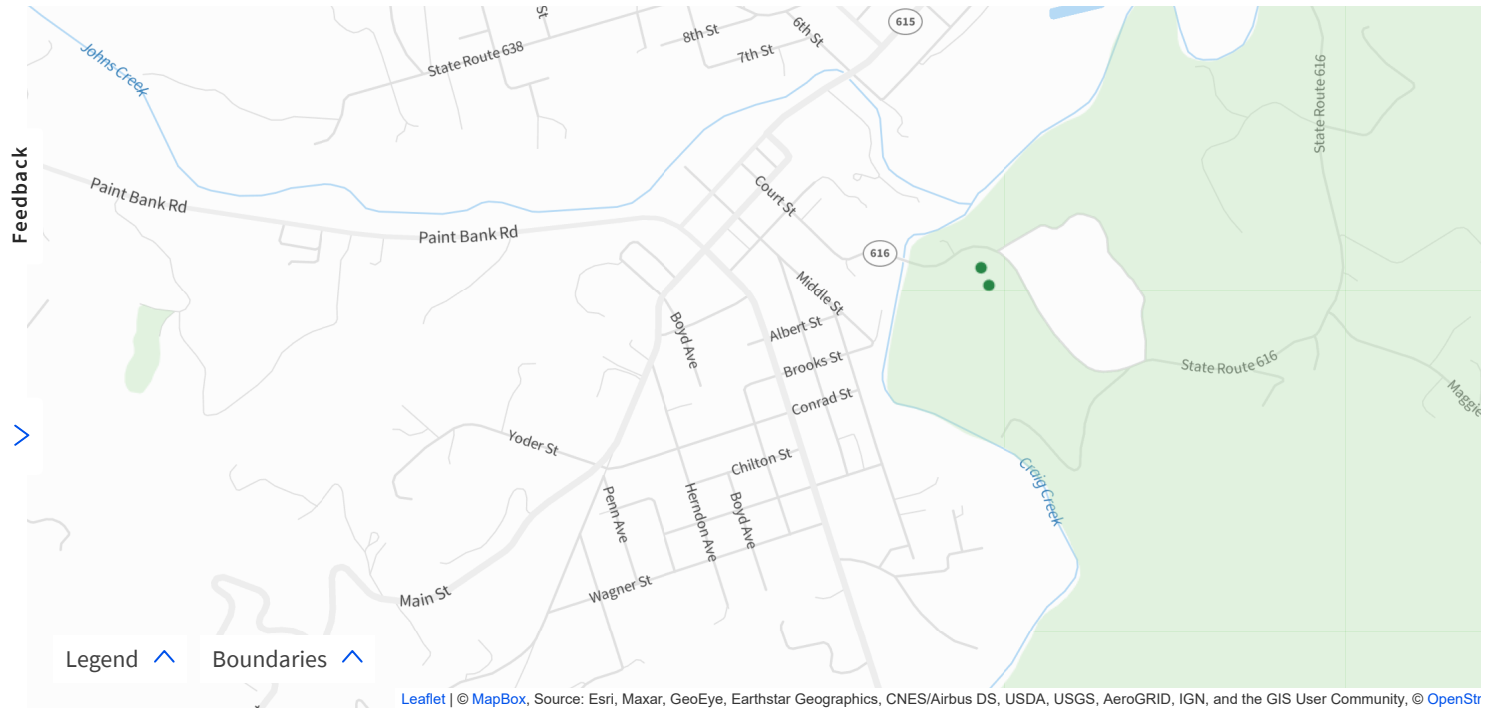 St
6th St
615
8th St
7th St
State Route 638
Johns Creek
State Route 616
Feedback
Paint Bank Rd
Court St
Paint Bank Rd
616
Middle St
Albert St
Boyd Ave
Brooks St
State Route 616
Maggie
Conrad St
Yoder St
Chilton St
Craig Creek
Penn Ave
Herndon Ave
Boyd Ave
Wagner St
Main St
Legend
Boundaries
Leaflet | © MapBox, Source: Esri, Maxar, GeoEye, Earthstar Geographics, CNES/Airbus DS, USDA, USGS, AeroGRID, IGN, and the GIS User Community, © OpenStr